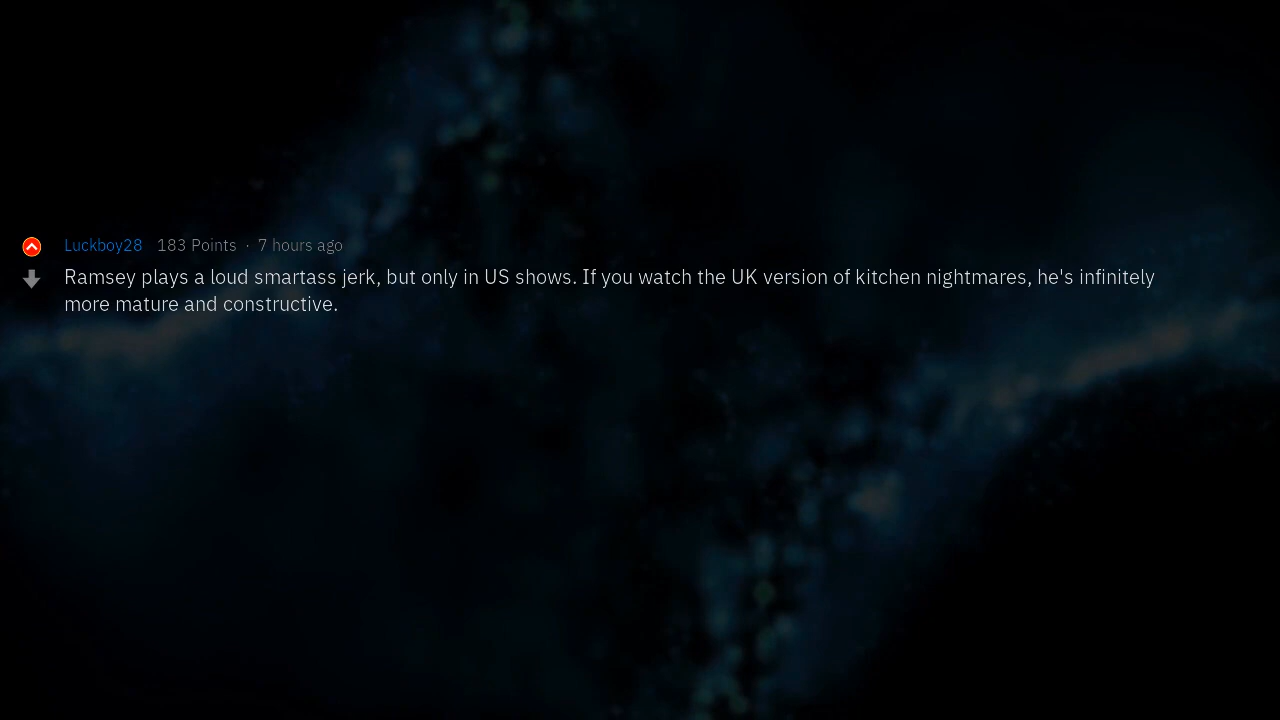 Luckboy28 183 Points · 7 hours ago
Ramsey plays a loud smartass jerk, but only in US shows. If you watch the UK version of kitchen nightmares, he's infinitely
more mature and constructive.